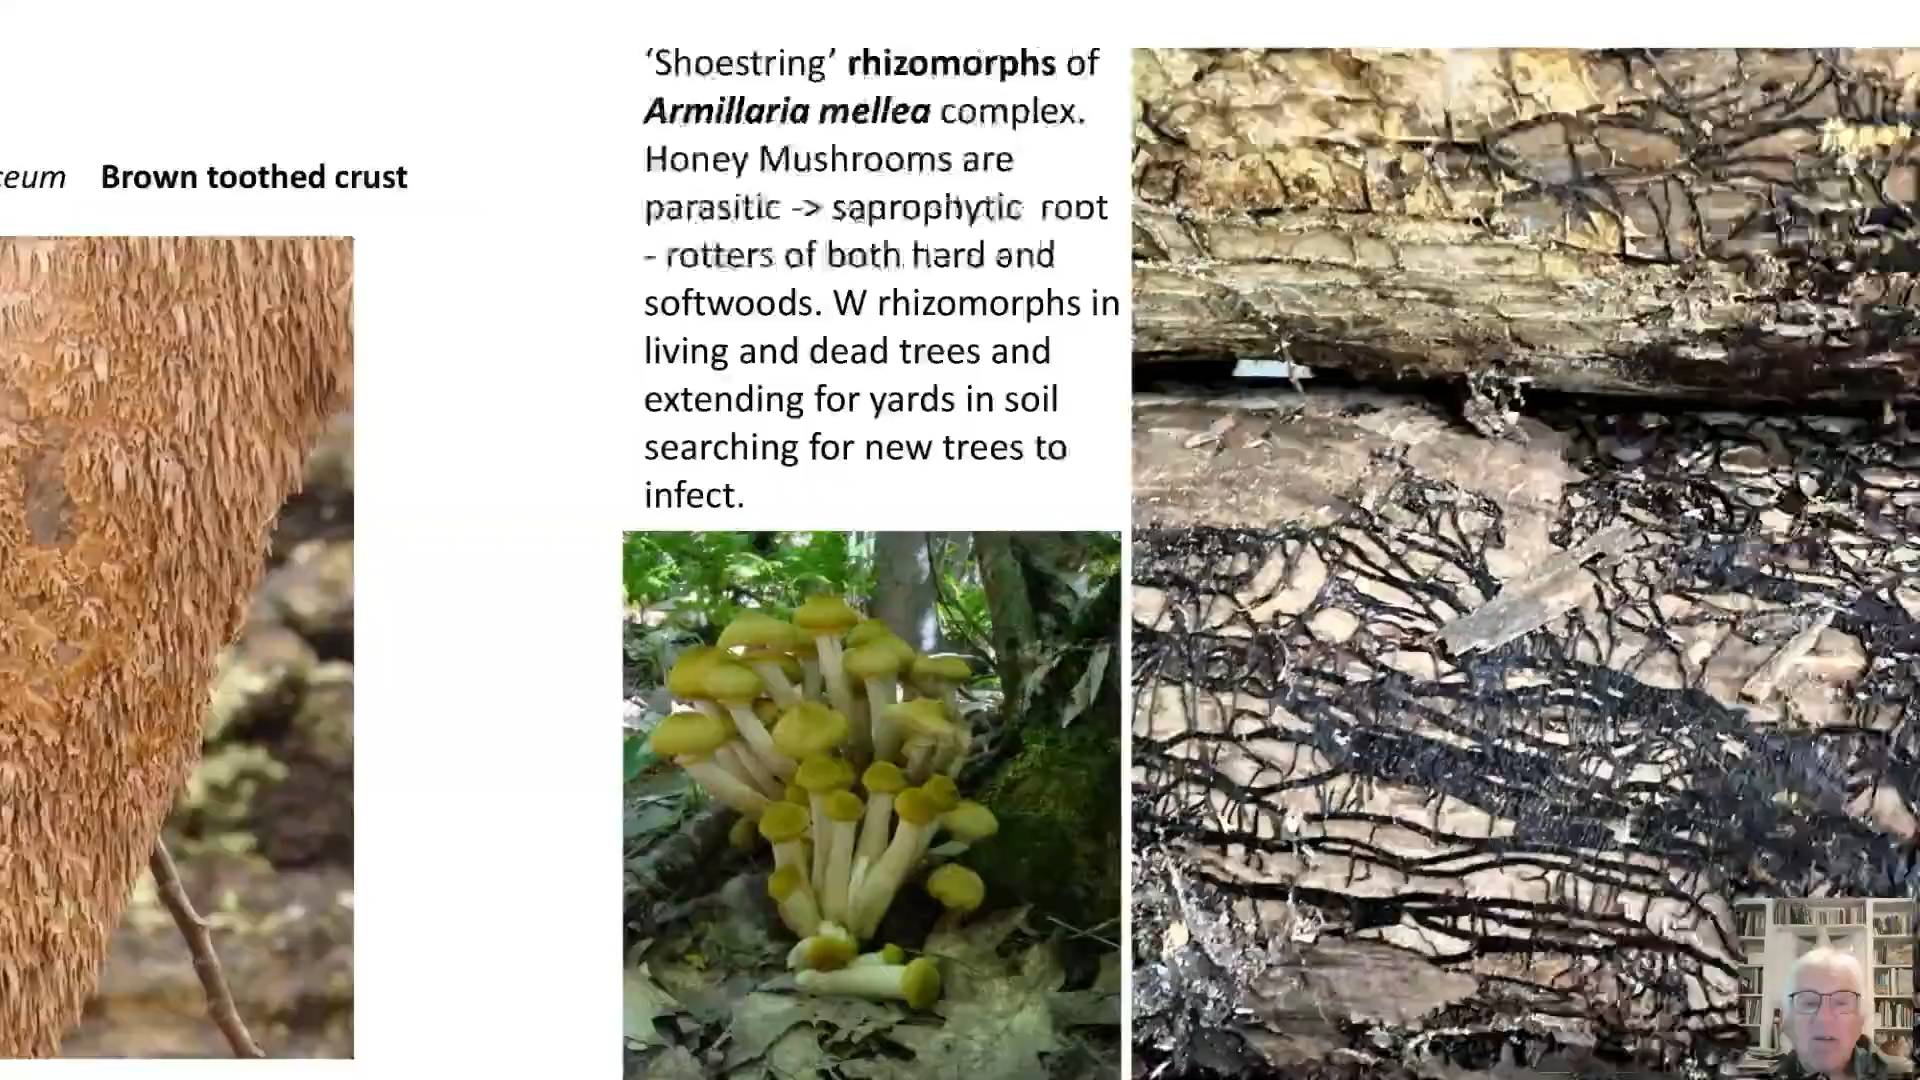 ceum Brown toothed crust
‘Shoestring’ rhizomorphs of
Armillaria mellea complex.
Honey Mushrooms are
parasitic -> saprophytic root
- rotters of both hard and
softwoods. W rhizomorphs in
living and dead trees and
extending for yards in soil
searching for new trees to
infect.